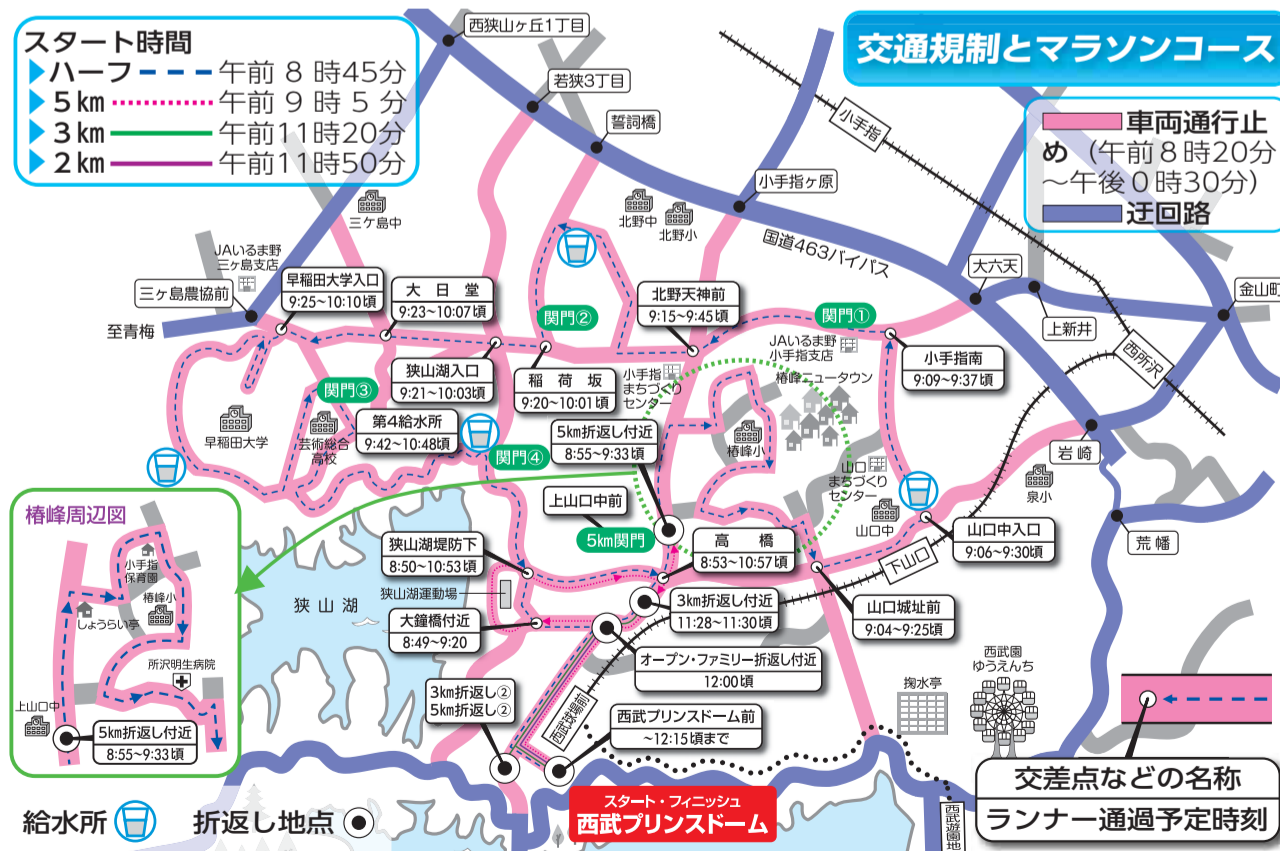 スタート時間
ハーフ 午前8時45分
5km 午前9時5分
3km 午前11時20分
2km 午前11時50分
交通規制とマラソンコース
車両通行止
め（午前8時20分
～午後0時30分）
迂回路
西狭山ヶ丘1丁目
若狭3丁目
誓詞橋
小手指
小手指ヶ原
国道463バイパス
大六天
上新井
金山町
西所沢
三ケ島中
北野中
北野小
JAいるま野
三ヶ島支店
三ヶ島農協前
至青梅
早稲田大学入口
9:25~10:10頃
大日堂
9:23~10:07頃
狭山湖入口
9:21~10:03頃
関門②
稲荷坂
9:20~10:01頃
北野天神前
9:15~9:45頃
関門①
JAいるま野
小手指支店
小手指南
9:09~9:37頃
小手指
まちづくり
センター
椿峰ニュータウン
椿峰小
関門③
早稲田大学
芸術総合
高校
第4給水所
9:42~10:48頃
関門④
5km折返し付近
8:55~9:33頃
上山口中前
5km関門
山口
まちづくり
センター
山口中
山口中入口
9:06~9:30頃
岩崎
泉小
荒幡
下山口
高橋
8:53~10:57頃
山口城址前
9:04~9:25頃
狭山湖堤防下
8:50~10:53頃
狭山湖運動場
大鐘橋付近
8:49~9:20
3km折返し付近
11:28~11:30頃
オープン・ファミリー折返し付近
12:00頃
3km折返し②
5km折返し②
西武球場前
西武プリンスドーム前
~12:15頃まで
狭山湖
椿峰周辺図
小手指
保育園
椿峰小
しょうらい亭
所沢明生病院
上山口中
5km折返し付近
8:55~9:33頃
掬水亭
西武園
ゆうえんち
西武遊園地
スタート・フィニッシュ
西武プリンスドーム
給水所
折返し地点
交差点などの名称
ランナー通過予定時刻